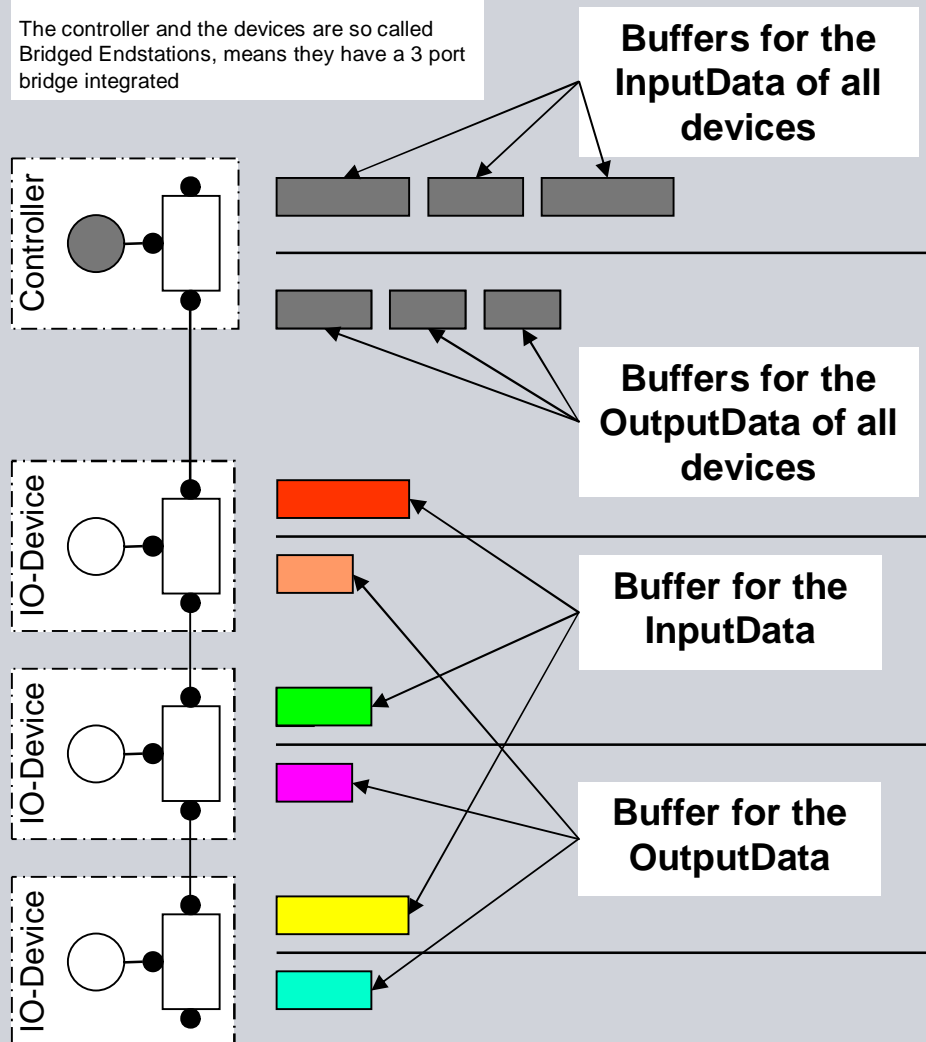 The controller and the devices are so called
Bridged Endstations, means they have a 3 port
bridge integrated
Buffers for the
InputData of all
devices
Controller
Buffers for the
OutputData of all
devices
IO-Device
Buffer for the
InputData
IO-Device
Buffer for the
OutputData
IO-Device